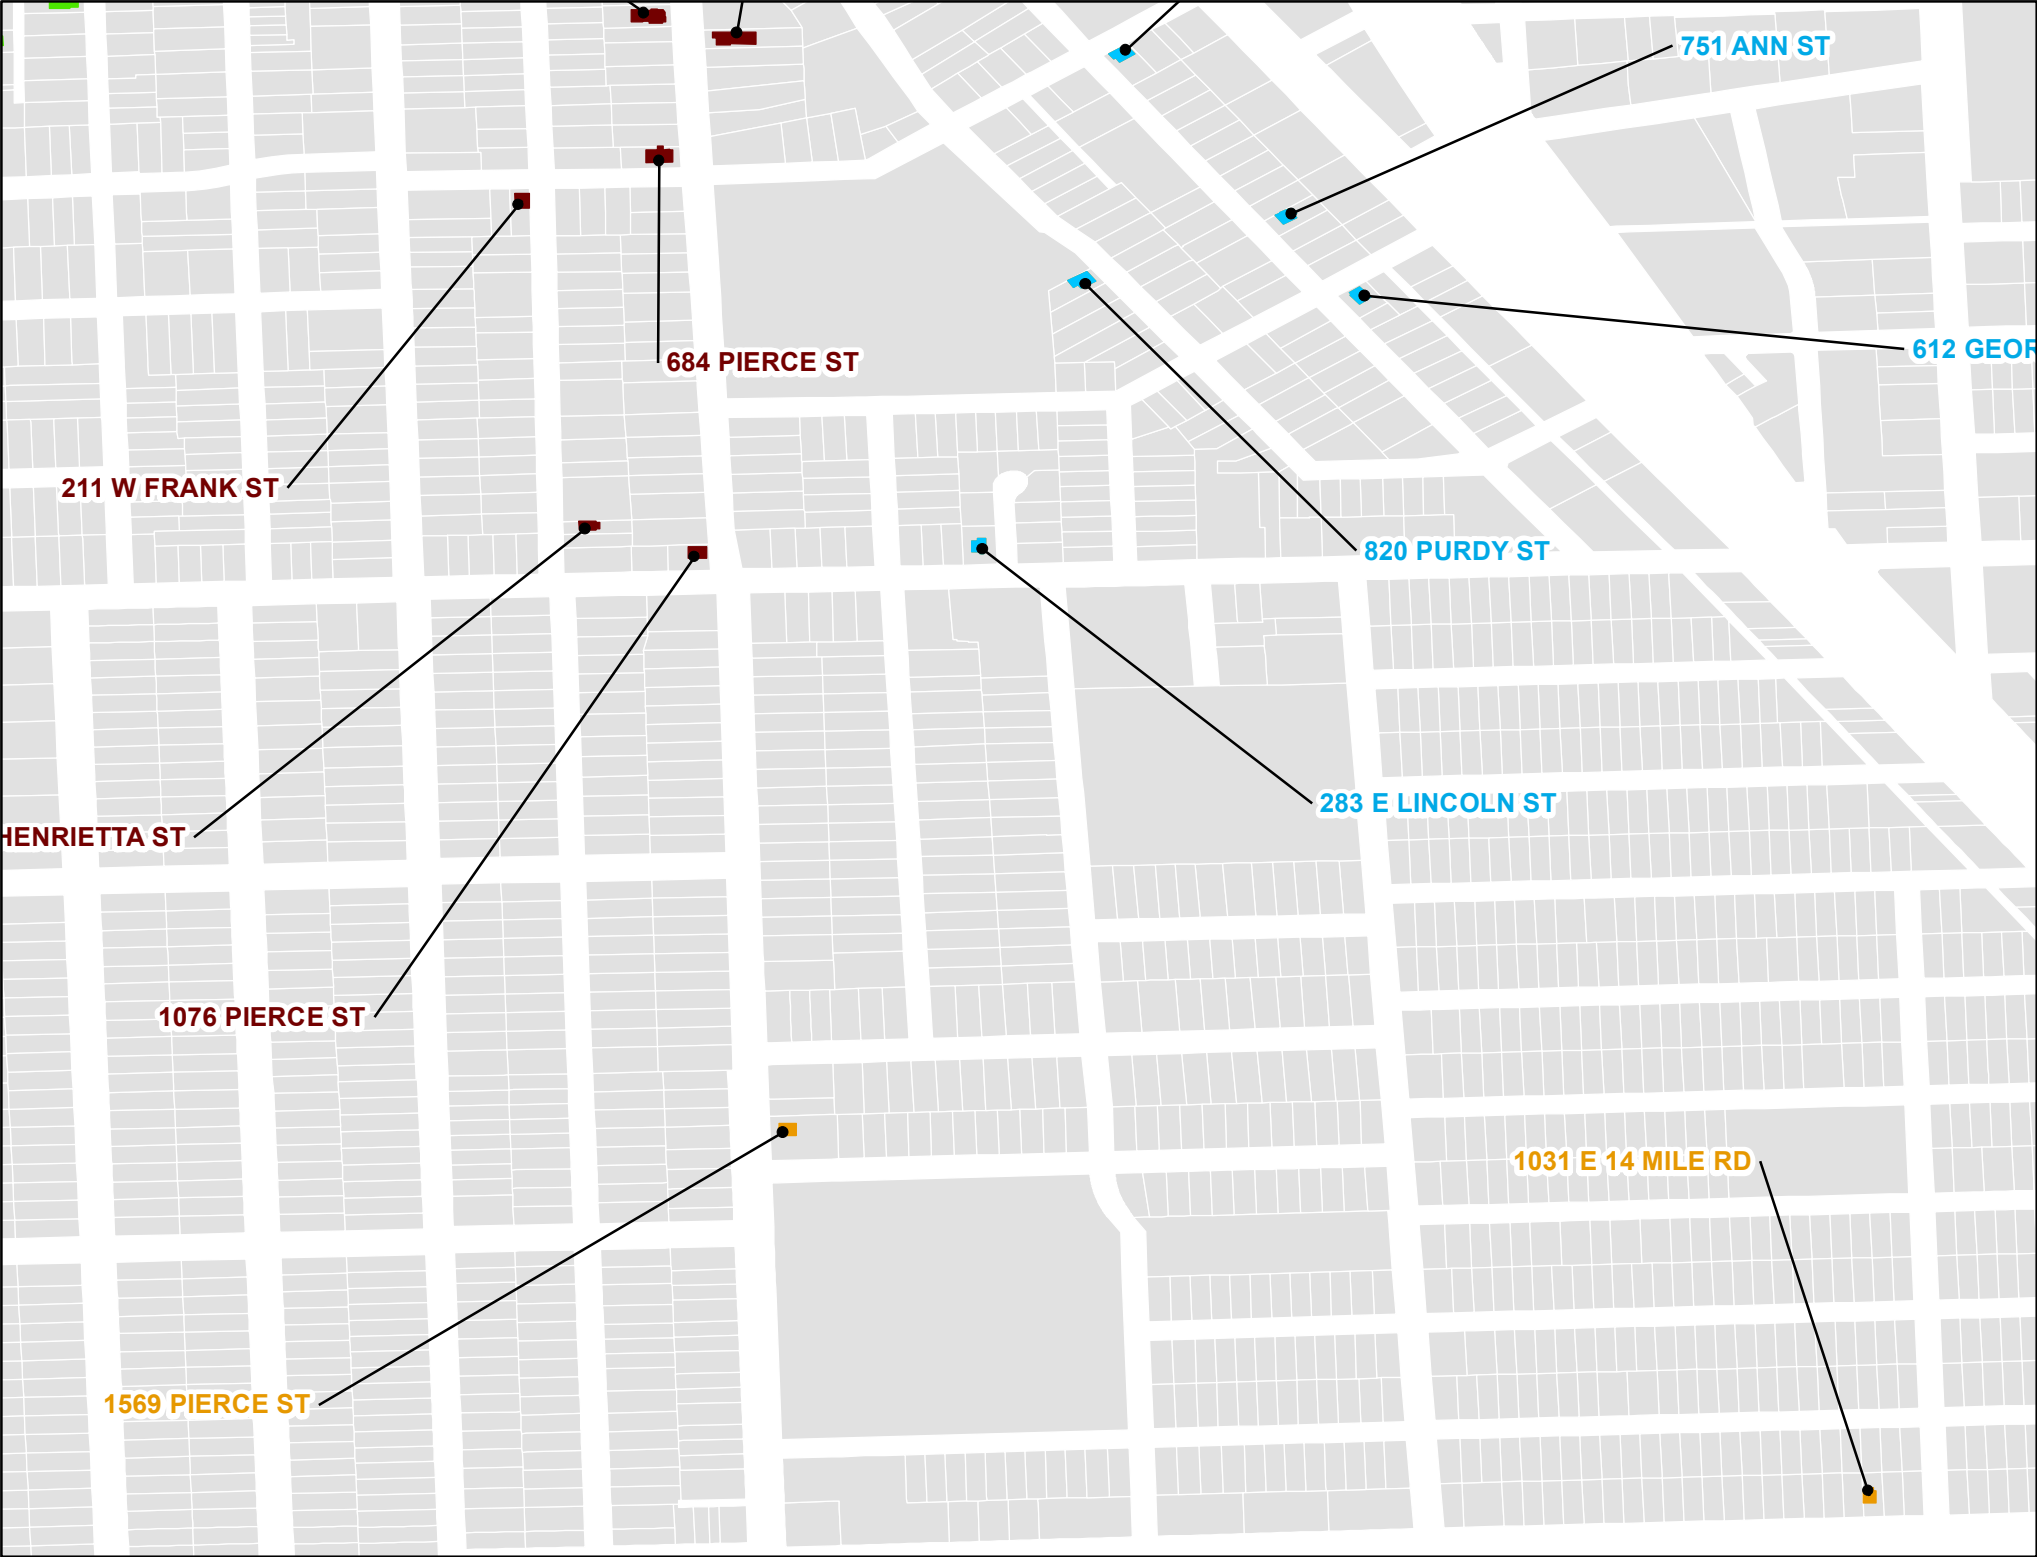 751 ANN ST
612 GEOR
684 PIERCE ST
211 W FRANK ST
820 PURDY ST
283 E LINCOLN ST
HENRIETTA ST
1076 PIERCE ST
1031 E 14 MILE RD
1569 PIERCE ST